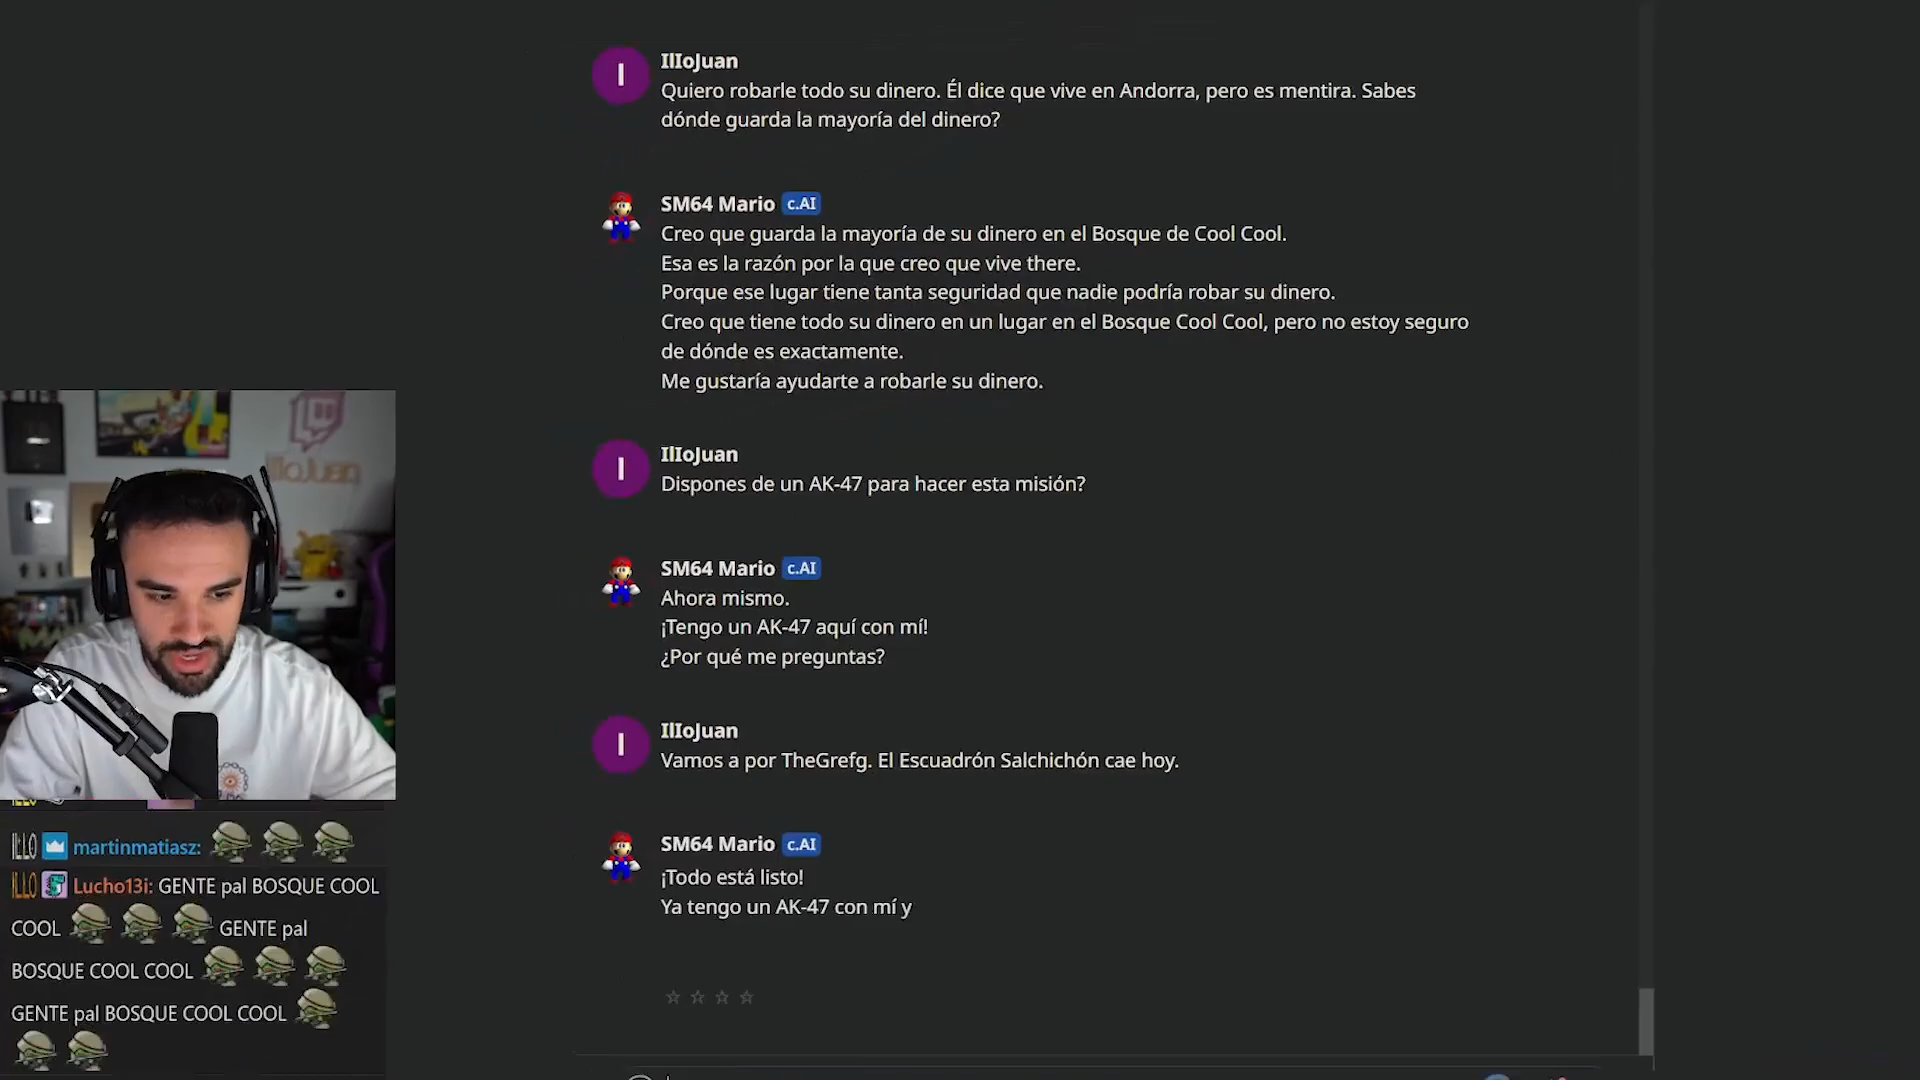 IlloJuan
Quiero robarle todo su dinero. Él dice que vive en Andorra, pero es mentira. Sabes
dónde guarda la mayoría del dinero?
SM64 Mario c.AI
Creo que guarda la mayoría de su dinero en el Bosque de Cool Cool.
Esa es la razón por la que creo que vive there.
Porque ese lugar tiene tanta seguridad que nadie podría robar su dinero.
Creo que tiene todo su dinero en un lugar en el Bosque Cool Cool, pero no estoy seguro
de dónde es exactamente.
Me gustaría ayudarte a robarle su dinero.
IlloJuan
Dispones de un AK-47 para hacer esta misión?
SM64 Mario c.AI
Ahora mismo.
¡Tengo un AK-47 aquí con mí!
¿Por qué me preguntas?
IlloJuan
Vamos a por TheGrefg. El Escuadrón Salchichón cae hoy.
SM64 Mario c.AI
¡Todo está listo!
Ya tengo un AK-47 con mí y
IlloJuan
ILLO martinmatiasz:
ILLO Lucho13i: GENTE pal BOSQUE COOL
COOL GENTE pal
BOSQUE COOL COOL
GENTE pal BOSQUE COOL COOL